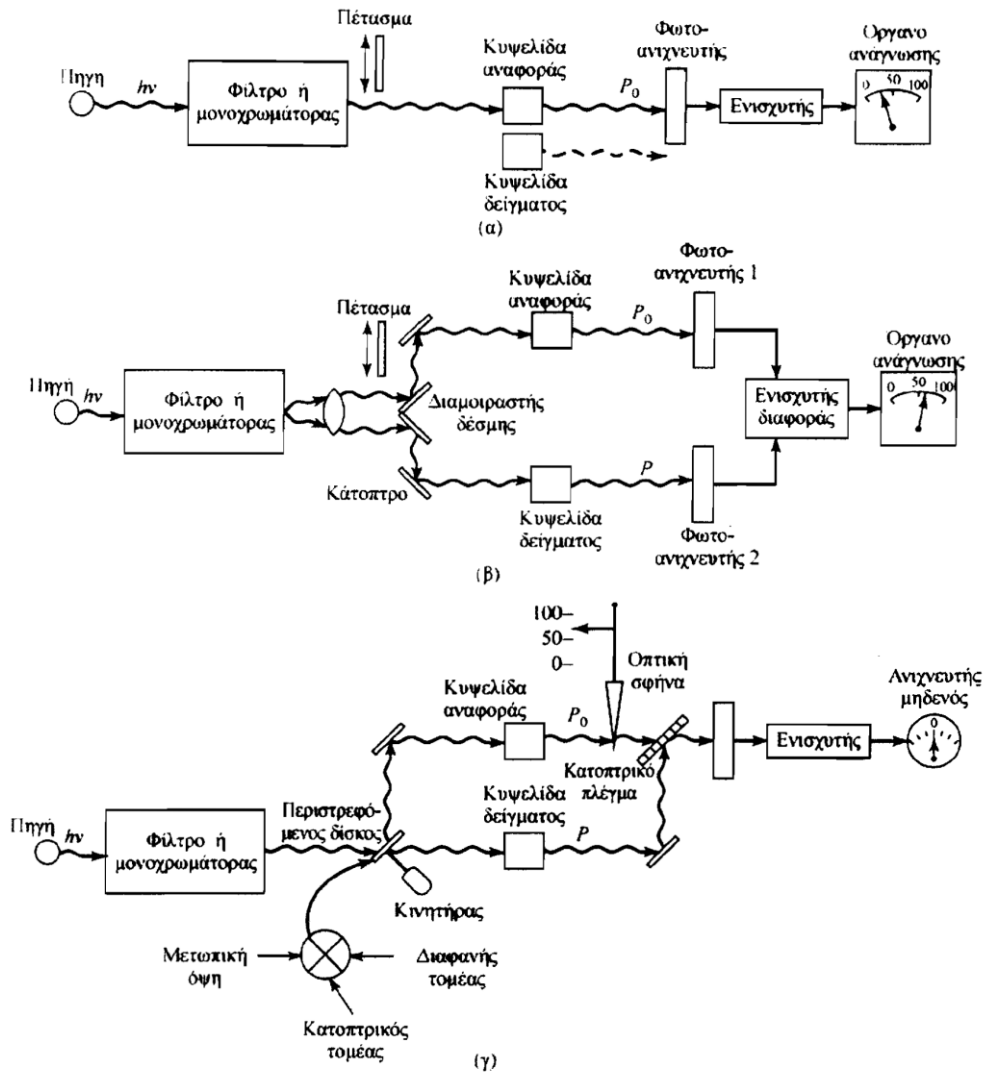 Πέτασμα
Κυψελίδα
αναφοράς
Φωτο-
ανιχνευτής
Όργανο
ανάγνωσης
Πηγή
hν
Φίλτρο ή
μονοχρωμάτορας
P0
Ενισχυτής
0 50 100
Κυψελίδα
δείγματος
(α)
Φωτο-
ανιχνευτής 1
Κυψελίδα
αναφοράς
Πέτασμα
P0
Όργανο
ανάγνωσης
Πηγή
hν
Φίλτρο ή
μονοχρωμάτορας
Διαμοιραστής
δέσμης
Ενισχυτής
διαφοράς
0 50 100
Κάτοπτρο
P
Κυψελίδα
δείγματος
Φωτο-
ανιχνευτής 2
(β)
100–
50–
0–
Οπτική
σφήνα
Κυψελίδα
αναφοράς
P0
Ανιχνευτής
μηδενός
0
Ενισχυτής
Κατοπτρικό
πλέγμα
Κυψελίδα
δείγματος
P
Περιστρεφό-
μενος δίσκος
Πηγή
hν
Φίλτρο ή
μονοχρωμάτορας
Κινητήρας
Μετωπική
όψη
Διαφανής
τομέας
Κατοπτρικός
τομέας
(γ)